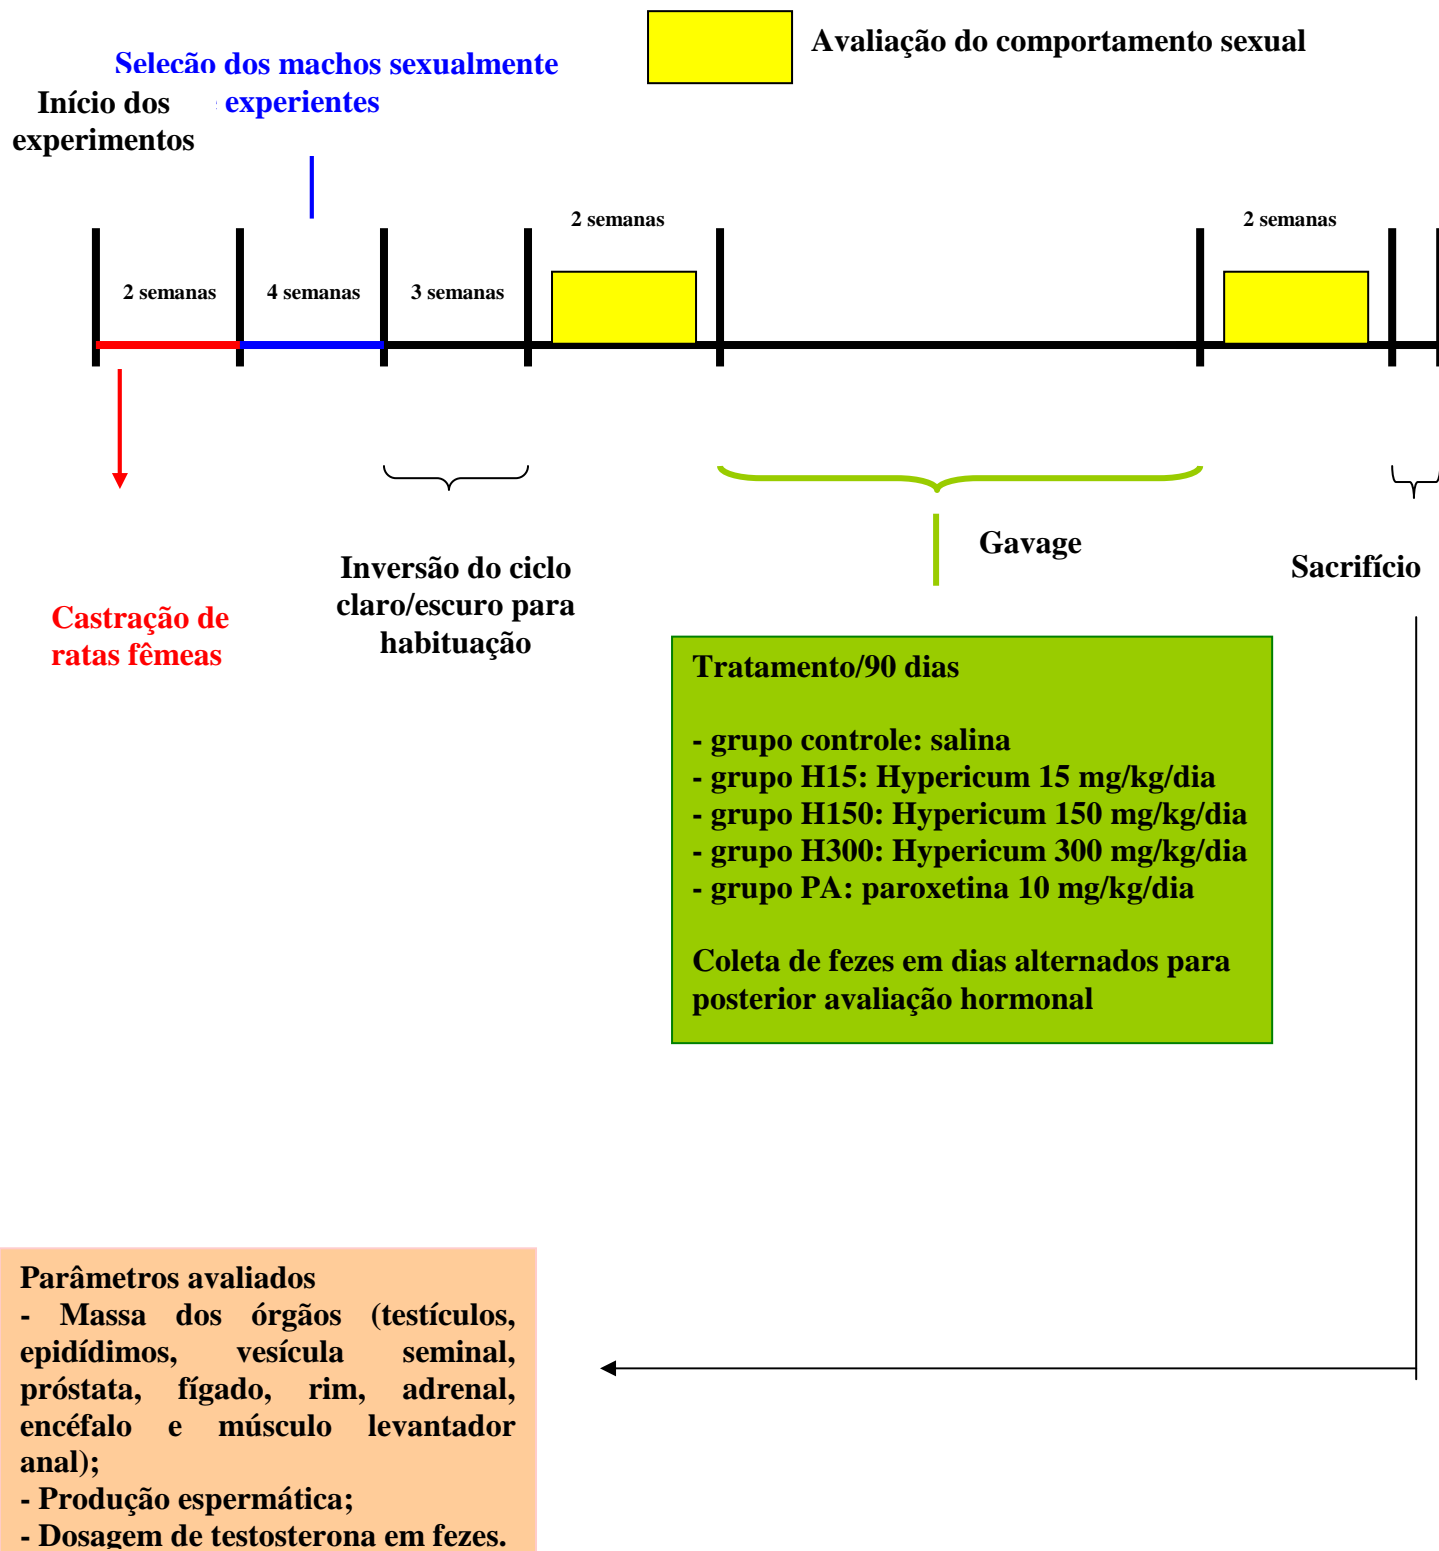 Avaliação do comportamento sexual
Seleção dos machos sexualmente
experientes
Início dos
experimentos
2 semanas
4 semanas
3 semanas
2 semanas
2 semanas
Castração de
ratas fêmeas
Inversão do ciclo
claro/escuro para
habituação
Gavage
Sacrifício
Tratamento/90 dias
- grupo controle: salina
- grupo H15: Hypericum 15 mg/kg/dia
- grupo H150: Hypericum 150 mg/kg/dia
- grupo H300: Hypericum 300 mg/kg/dia
- grupo PA: paroxetina 10 mg/kg/dia
Coleta de fezes em dias alternados para
posterior avaliação hormonal
Parâmetros avaliados
- Massa dos órgãos (testículos,
epidídimos, vesícula seminal,
próstata, fígado, rim, adrenal,
encéfalo e músculo levantador
anal);
- Produção espermática;
- Dosagem de testosterona em fezes.